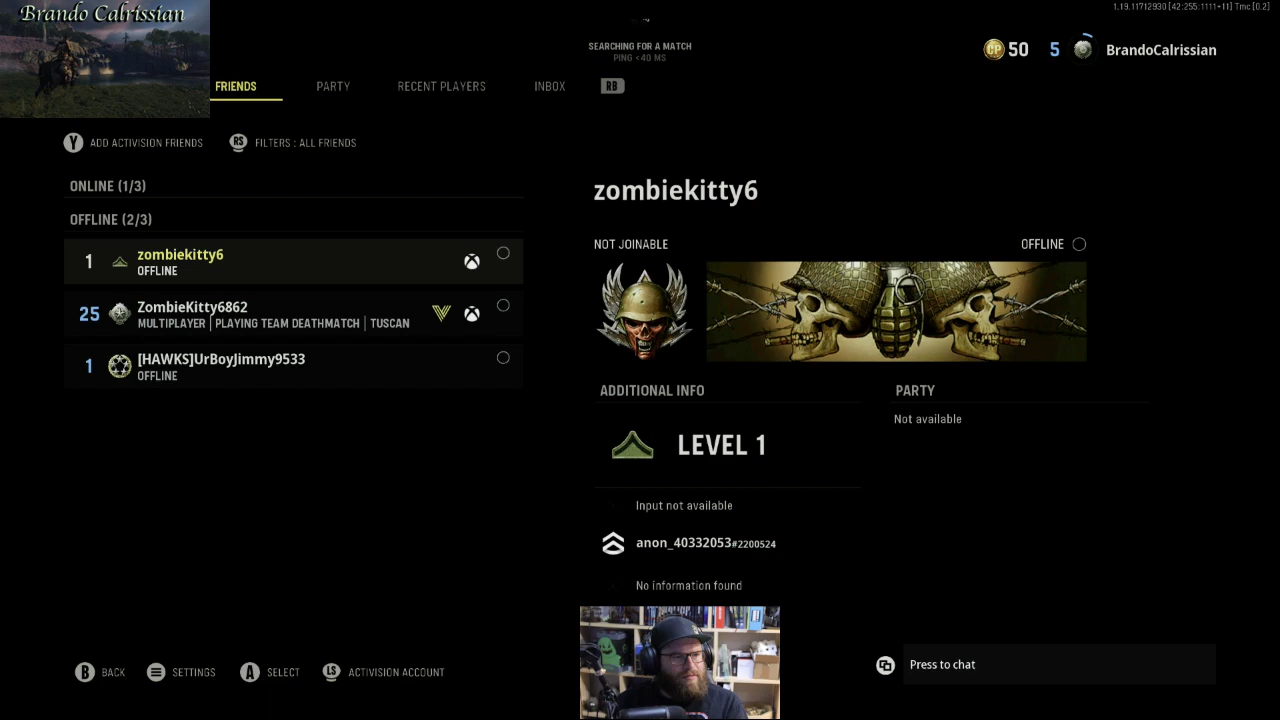 Brando Calrissian
1.19.11712930 [42:255:1111+11] Tmc [0.2]
SEARCHING FOR A MATCH
PING <40 MS
CP 50 5 BrandoCalrissian
FRIENDS PARTY RECENT PLAYERS INBOX RB
Y ADD ACTIVISION FRIENDS RS FILTERS : ALL FRIENDS
ONLINE (1/3)
OFFLINE (2/3)
1 zombiekitty6
OFFLINE
25 ZombieKitty6862
MULTIPLAYER | PLAYING TEAM DEATHMATCH | TUSCAN
1 [HAWKS]UrBoyJimmy9533
OFFLINE
zombiekitty6
NOT JOINABLE OFFLINE
ADDITIONAL INFO PARTY
LEVEL 1 Not available
Input not available
anon_40332053#2200524
No information found
B BACK SETTINGS A SELECT LS ACTIVISION ACCOUNT
Press to chat